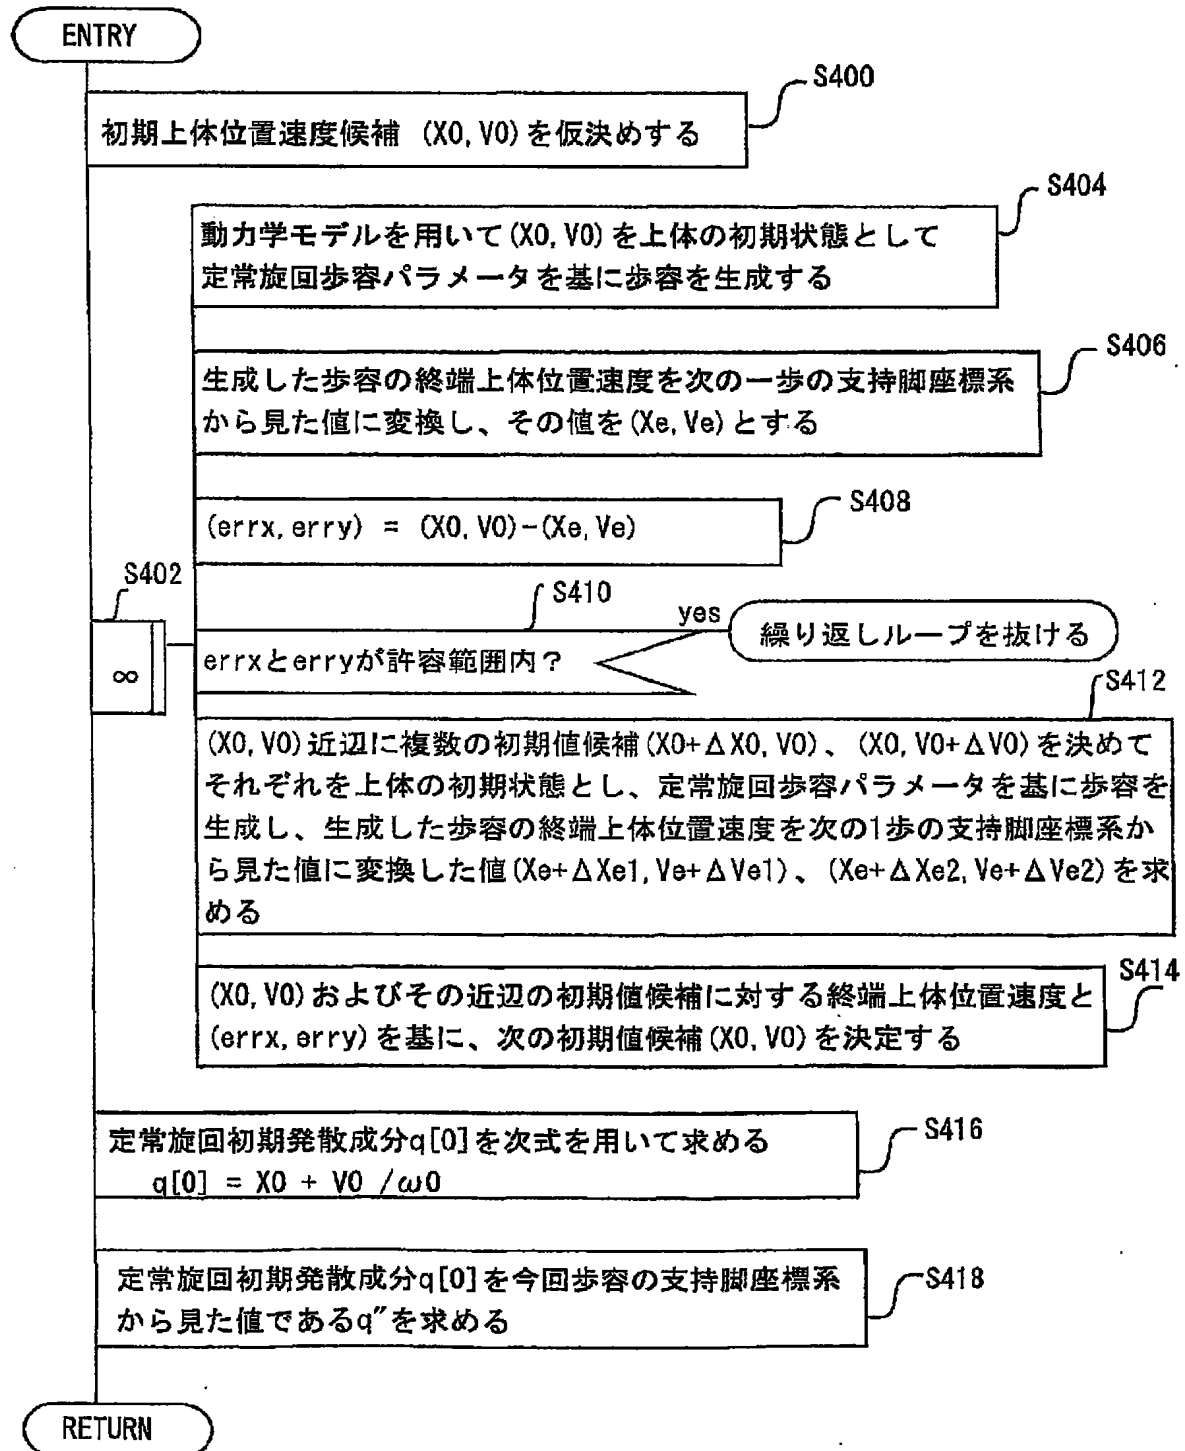 ENTRY
S400
初期上体位置速度候補 (X0, V0)を仮決めする
S404
動力学モデルを用いて(X0, V0)を上体の初期状態として
定常旋回歩容パラメータを基に歩容を生成する
S406
生成した歩容の終端上体位置速度を次の一歩の支持脚座標系
から見た値に変換し、その値を(Xe, Ve)とする
S408
(errx, erry) = (X0, V0)-(Xe, Ve)
S402
∞
S410
errxとerryが許容範囲内?
yes
繰り返しループを抜ける
S412
(X0, V0)近辺に複数の初期値候補(X0+ΔX0, V0)、(X0, V0+ΔV0)を決めて
それぞれを上体の初期状態とし、定常旋回歩容パラメータを基に歩容を
生成し、生成した歩容の終端上体位置速度を次の1歩の支持脚座標系か
ら見た値に変換した値(Xe+ΔXe1, Ve+ΔVe1)、(Xe+ΔXe2, Ve+ΔVe2)を求
める
S414
(X0, V0)およびその近辺の初期値候補に対する終端上体位置速度と
(errx, erry)を基に、次の初期値候補(X0, V0)を決定する
S416
定常旋回初期発散成分q[0]を次式を用いて求める
q[0] = X0 + V0 /ω0
S418
定常旋回初期発散成分q[0]を今回歩容の支持脚座標系
から見た値であるq″を求める
RETURN